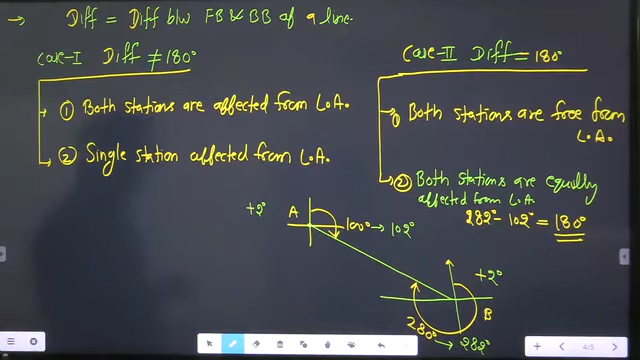 → Diff = Diff b/w FB & BB of a line.
Case-I Diff ≠ 180°
① Both stations are affected from L.A.
② Single station affected from L.A.
Case-II Diff = 180°
① Both stations are free from
L.A.
② Both stations are equally
affected from L.A.
282° - 102° = 180°
+2° A 100° → 102°
+2°
B
280° → 282°
4/5